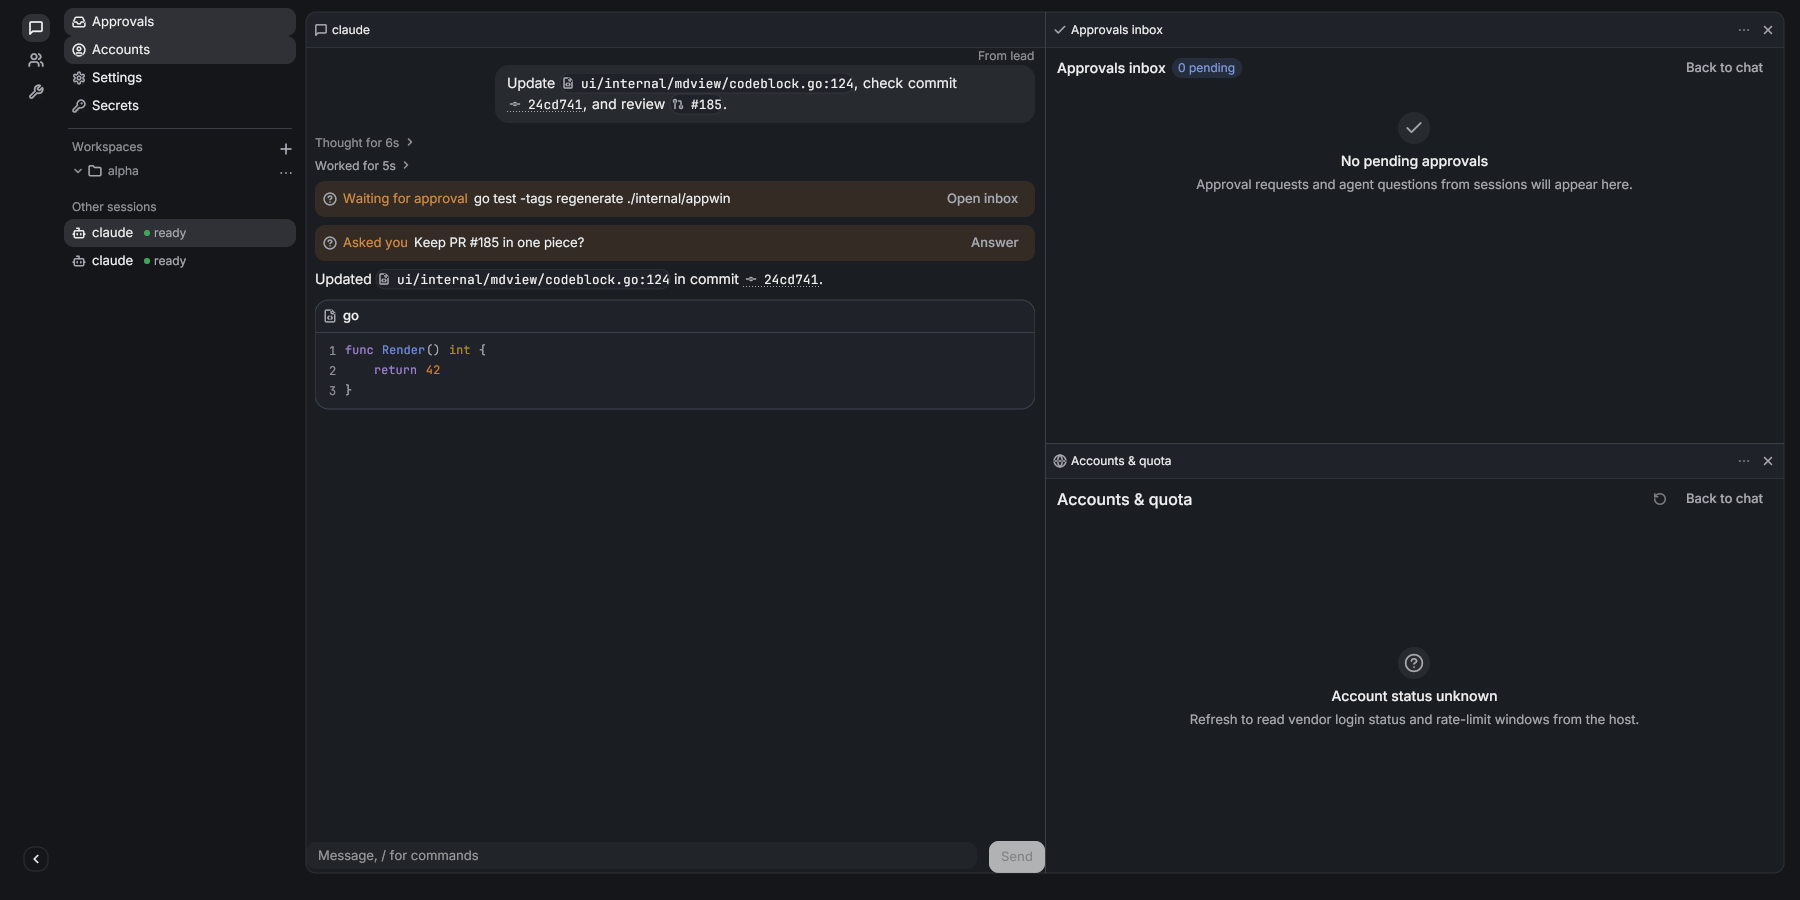 Approvals
Accounts
Settings
Secrets
Workspaces
alpha
Other sessions
claude ready
claude ready
claude
From lead
Update ui/internal/mdview/codeblock.go:124, check commit
24cd741, and review #185.
Thought for 6s
Worked for 5s
Waiting for approval go test -tags regenerate ./internal/appwin Open inbox
Asked you Keep PR #185 in one piece? Answer
Updated ui/internal/mdview/codeblock.go:124 in commit 24cd741.
go
1 func Render() int {
2     return 42
3 }
Message, / for commands
Send
Approvals inbox
Approvals inbox 0 pending Back to chat
No pending approvals
Approval requests and agent questions from sessions will appear here.
Accounts & quota
Accounts & quota Back to chat
Account status unknown
Refresh to read vendor login status and rate-limit windows from the host.